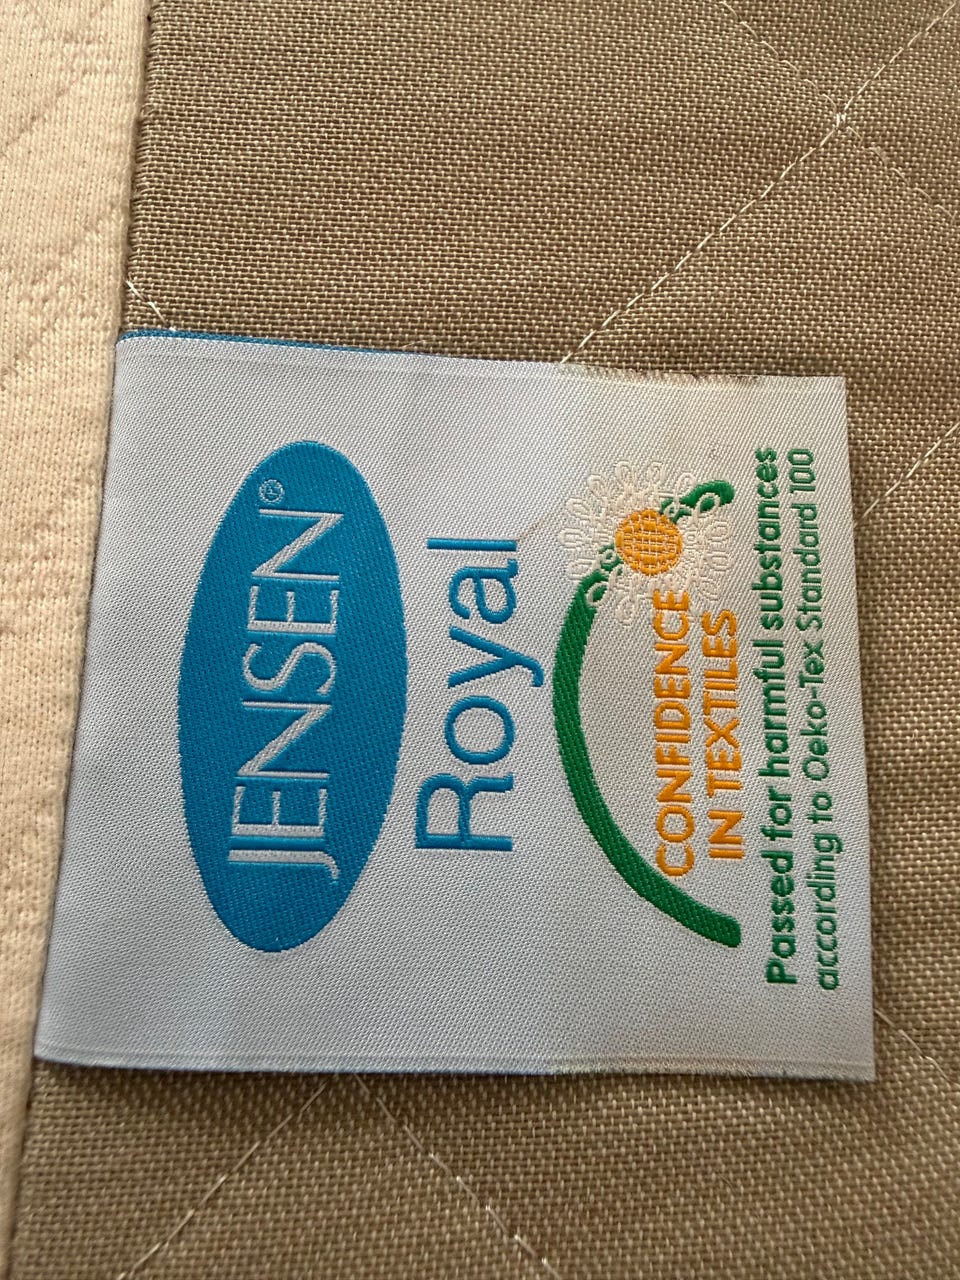 JENSEN®
Royal
CONFIDENCE
IN TEXTILES
Passed for harmful substances
according to Oeko-Tex Standard 100